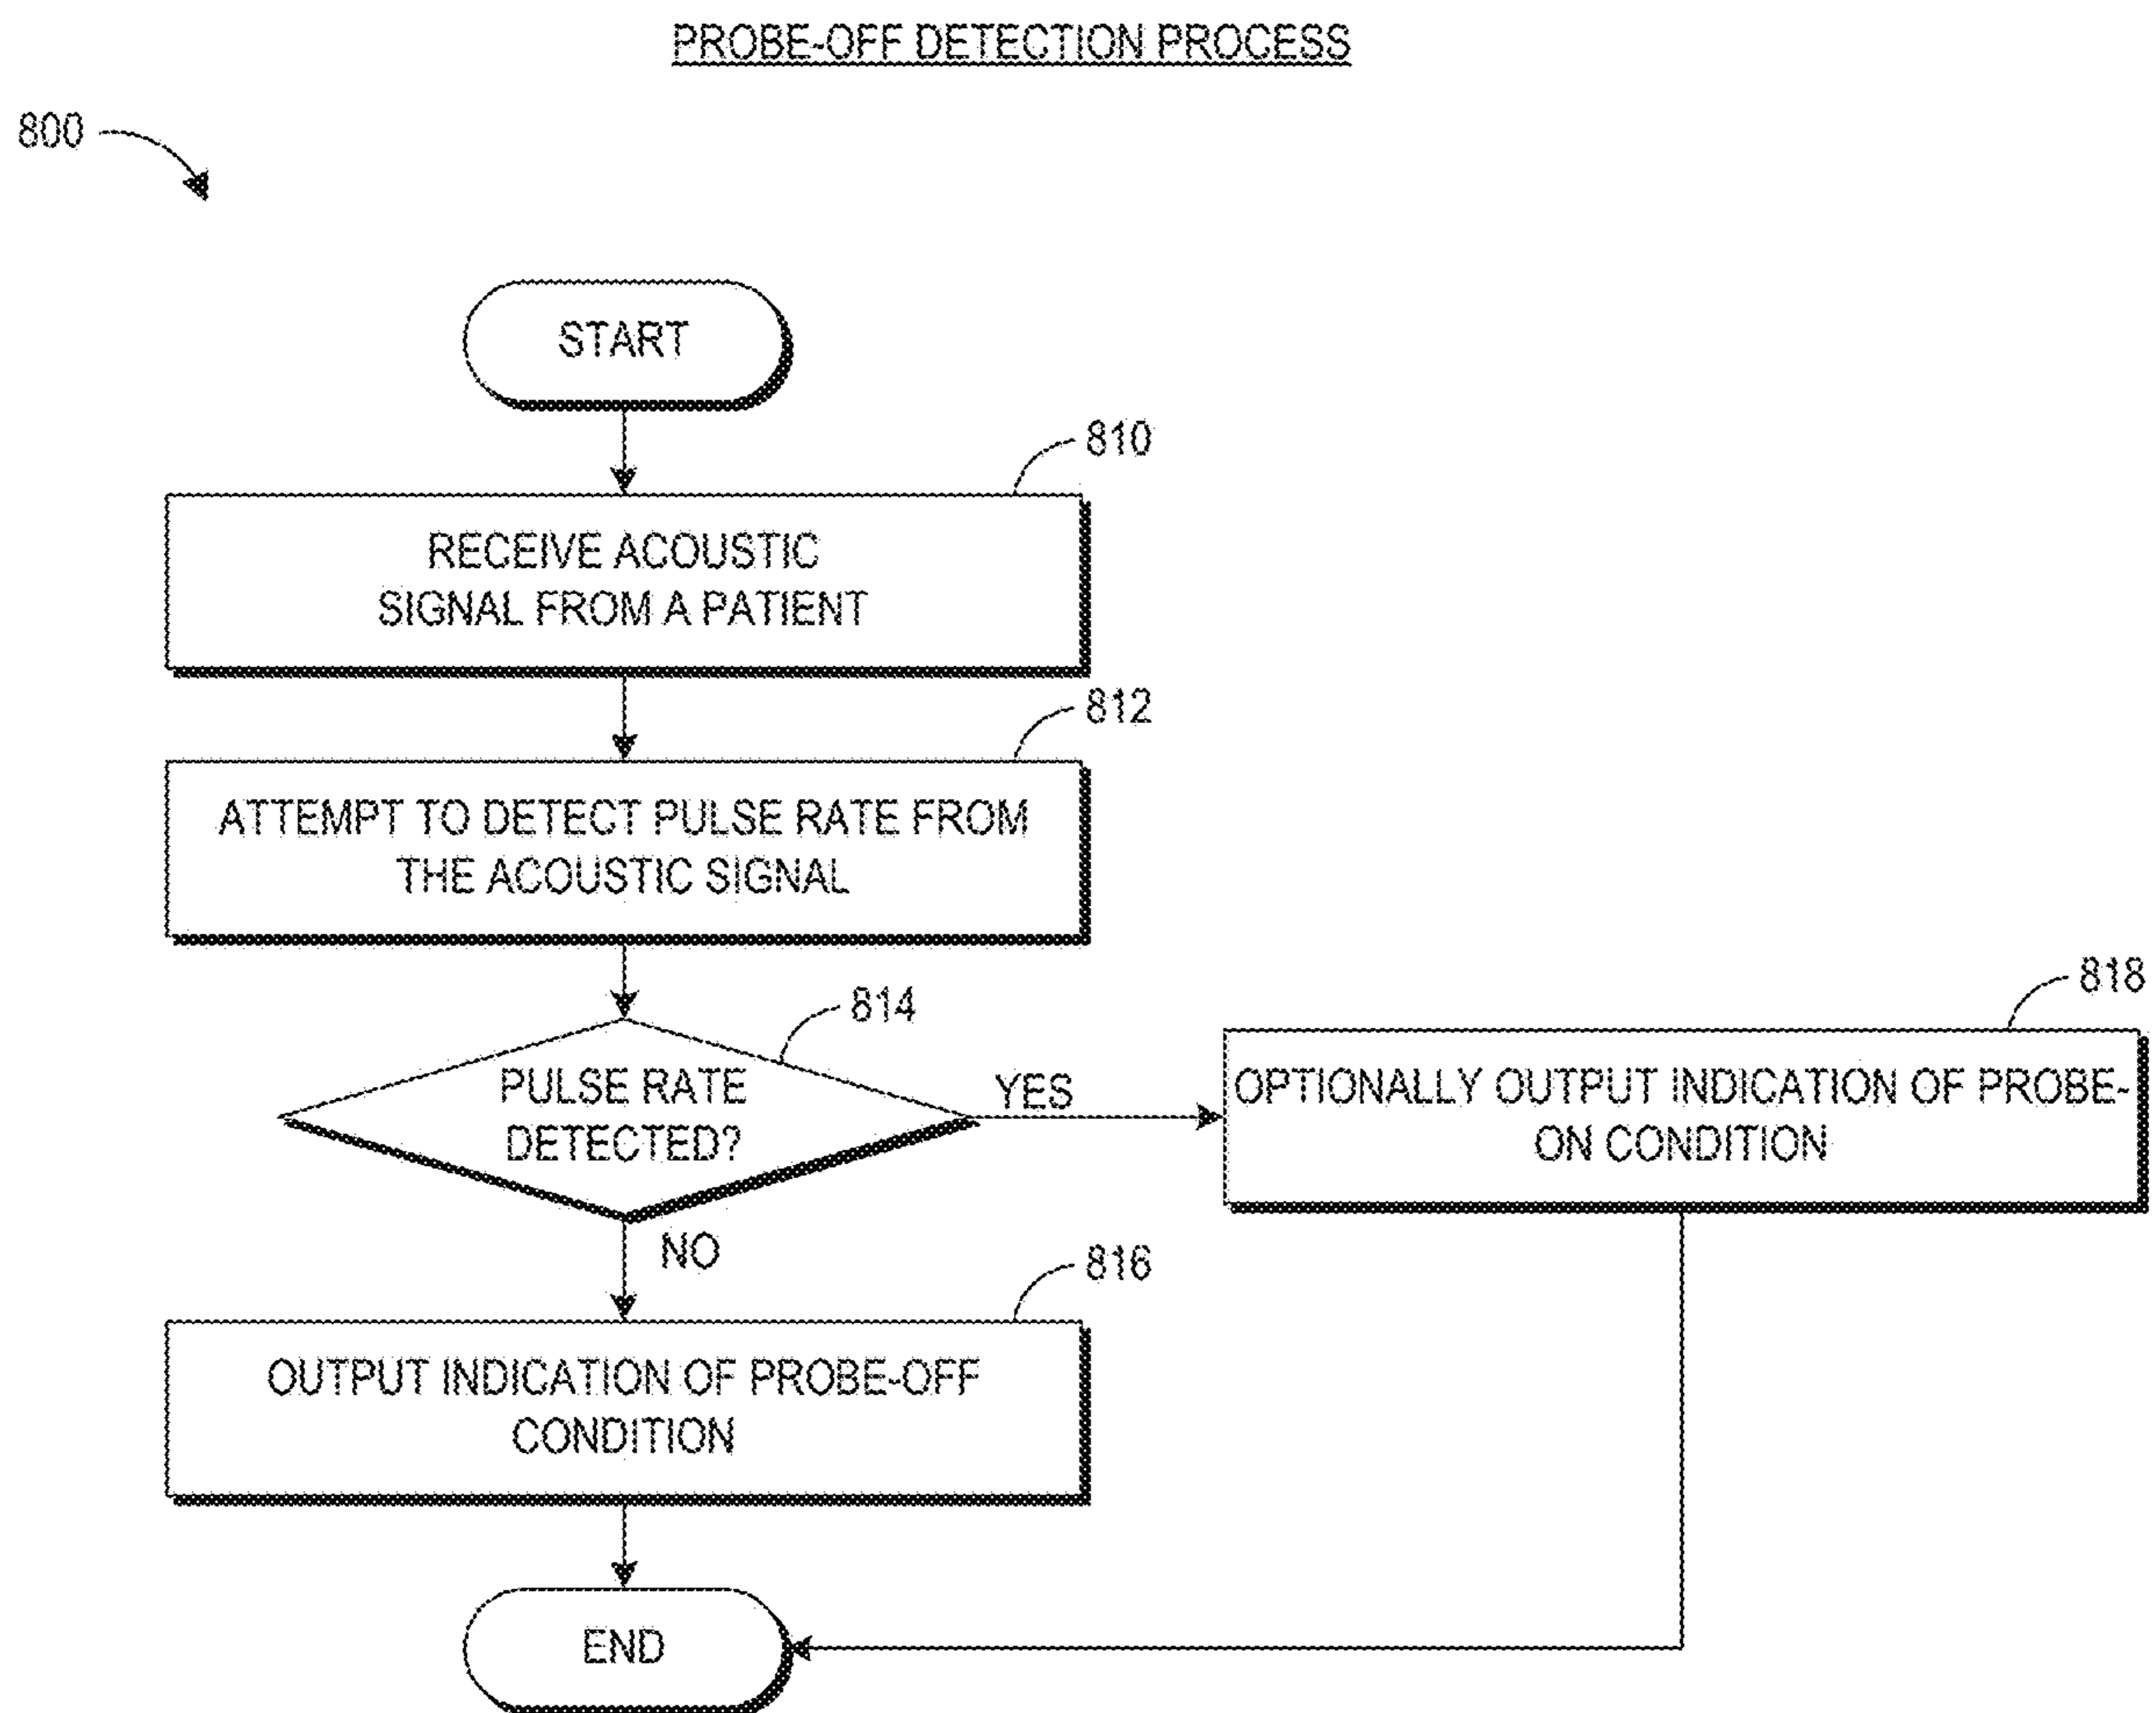 PROBE-OFF DETECTION PROCESS
800
START
810
RECEIVE ACOUSTIC
SIGNAL FROM A PATIENT
812
ATTEMPT TO DETECT PULSE RATE FROM
THE ACOUSTIC SIGNAL
814
PULSE RATE
DETECTED?
YES
818
OPTIONALLY OUTPUT INDICATION OF PROBE-
ON CONDITION
NO
816
OUTPUT INDICATION OF PROBE-OFF
CONDITION
END